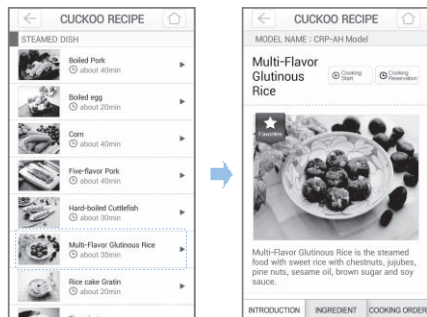 CUCKOO RECIPE
STEAMED DISH
Boiled Pork
about 40min
Boiled egg
about 20min
Corn
about 40min
Five-flavor Pork
about 40min
Hard-boiled Cuttlefish
about 30min
Multi-Flavor Glutinous Rice
about 35min
Rice cake Gratin
about 20min
CUCKOO RECIPE
MODEL NAME : CRP-AH Model
Multi-Flavor
Glutinous
Rice
Cooking
Start
Cooking
Reservation
Favorites
Multi-Flavor Glutinous Rice is the steamed
food with sweet rice with chestnuts, jujubes,
pine nuts, sesame oil, brown sugar and soy
sauce.
INTRODUCTION INGREDIENT COOKING ORDER